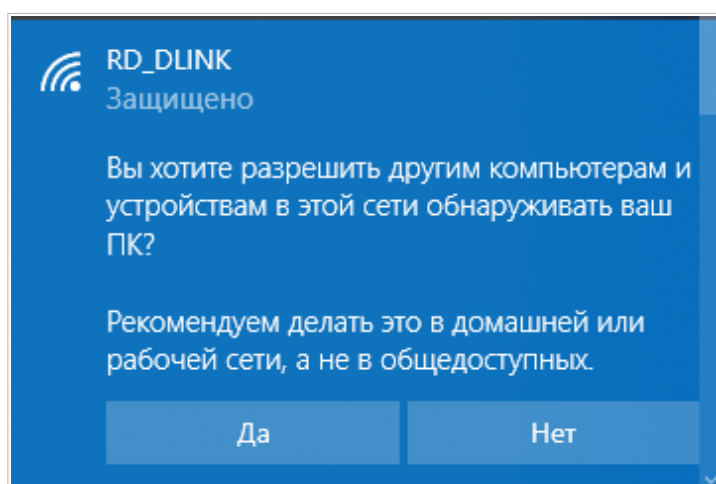 RD_DLINK
Защищено
Вы хотите разрешить другим компьютерам и
устройствам в этой сети обнаруживать ваш
ПК?
Рекомендуем делать это в домашней или
рабочей сети, а не в общедоступных.
Да
Нет